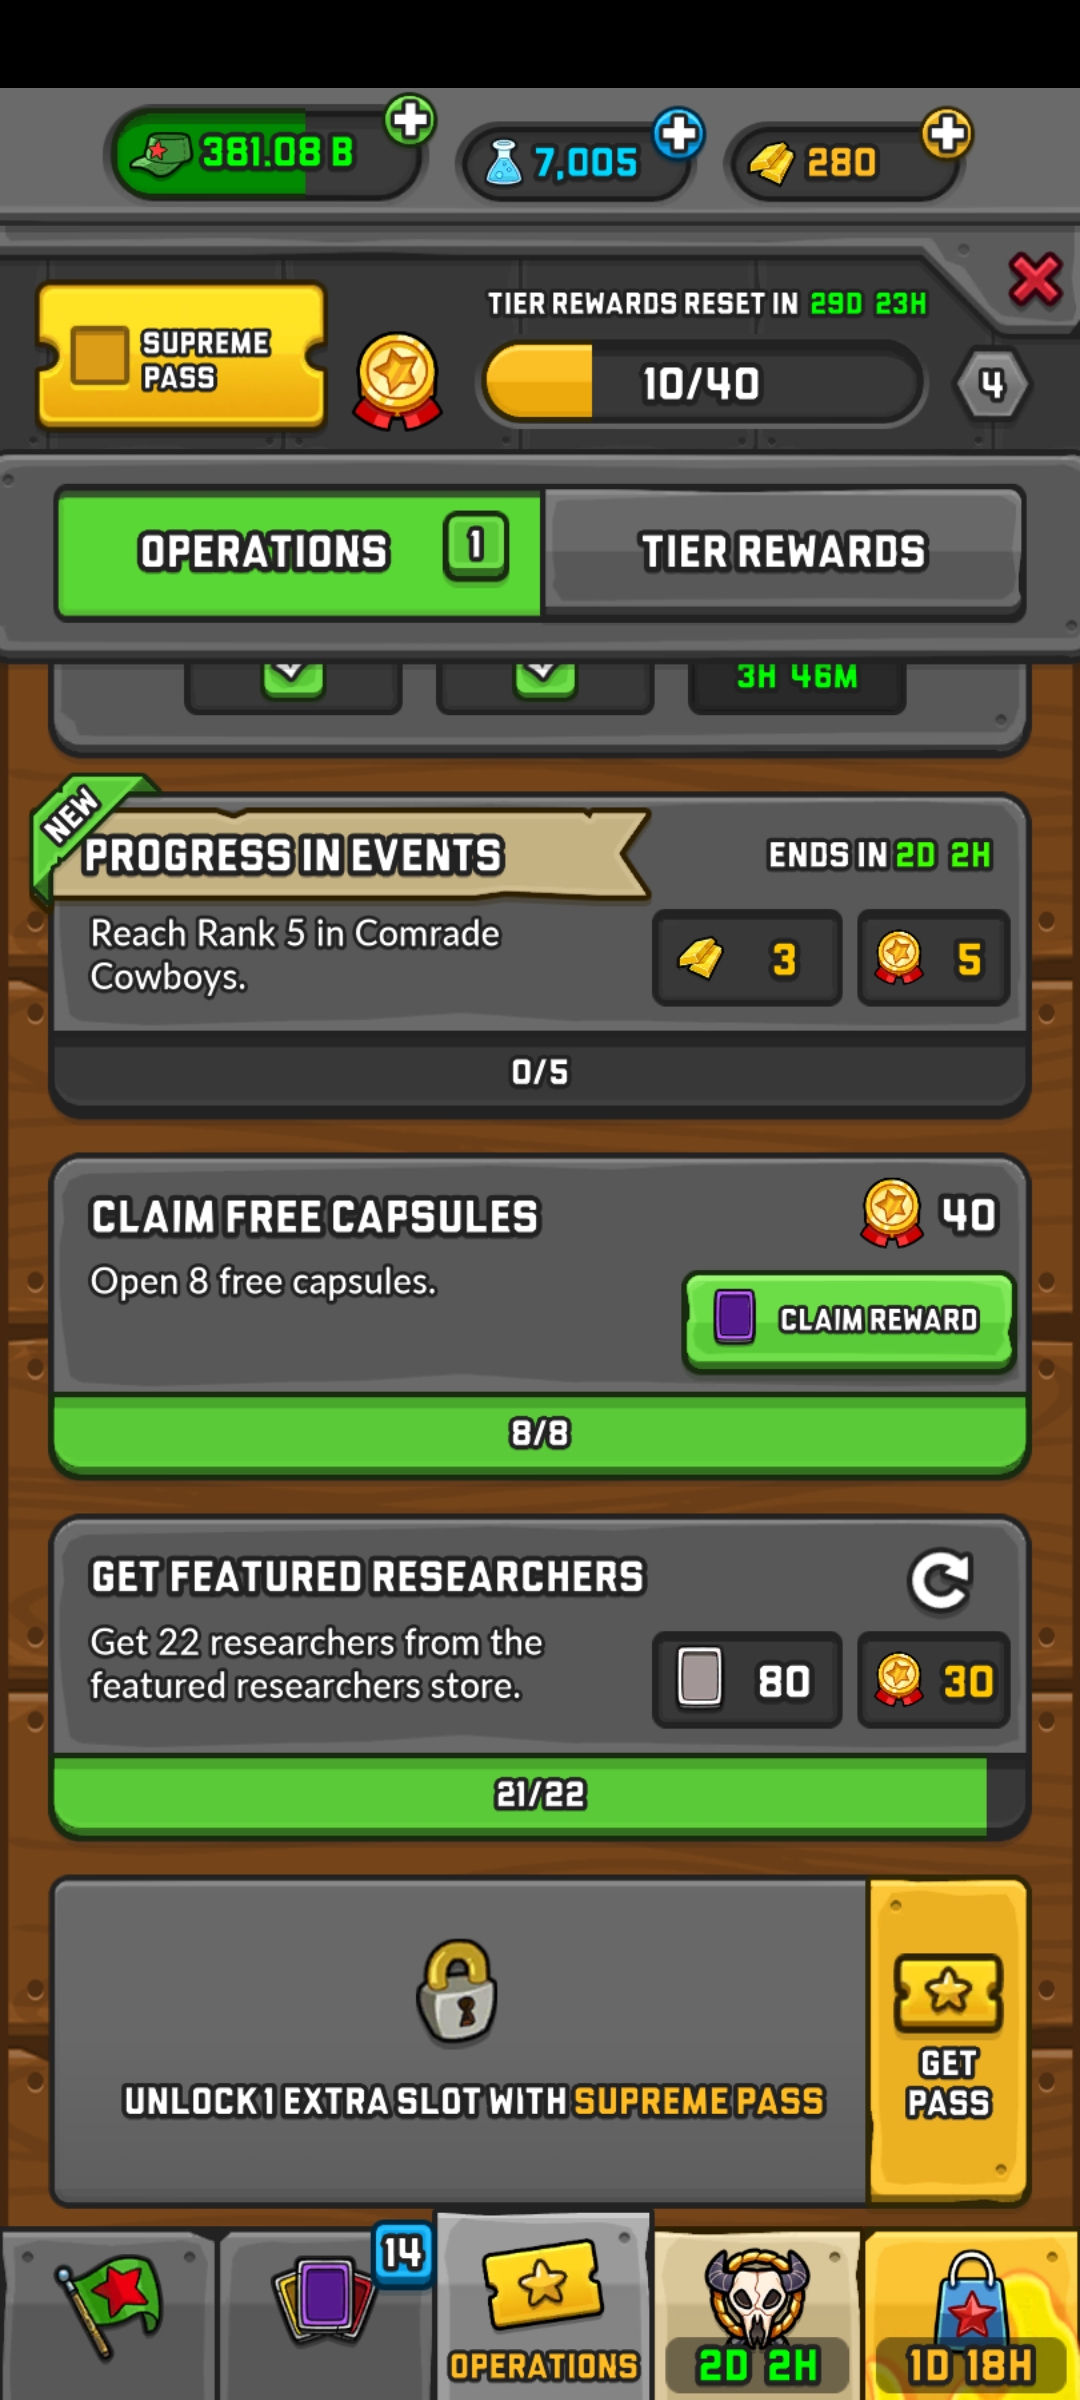 381.08 B
7,005
280
TIER REWARDS RESET IN 29D 23H
SUPREME
PASS
10/40
4
OPERATIONS 1
TIER REWARDS
3H 46M
NEW
PROGRESS IN EVENTS
ENDS IN 2D 2H
Reach Rank 5 in Comrade
Cowboys.
3
5
0/5
CLAIM FREE CAPSULES
40
Open 8 free capsules.
CLAIM REWARD
8/8
GET FEATURED RESEARCHERS
Get 22 researchers from the
featured researchers store.
80
30
21/22
UNLOCK 1 EXTRA SLOT WITH SUPREME PASS
GET
PASS
14
OPERATIONS
2D 2H
1D 18H